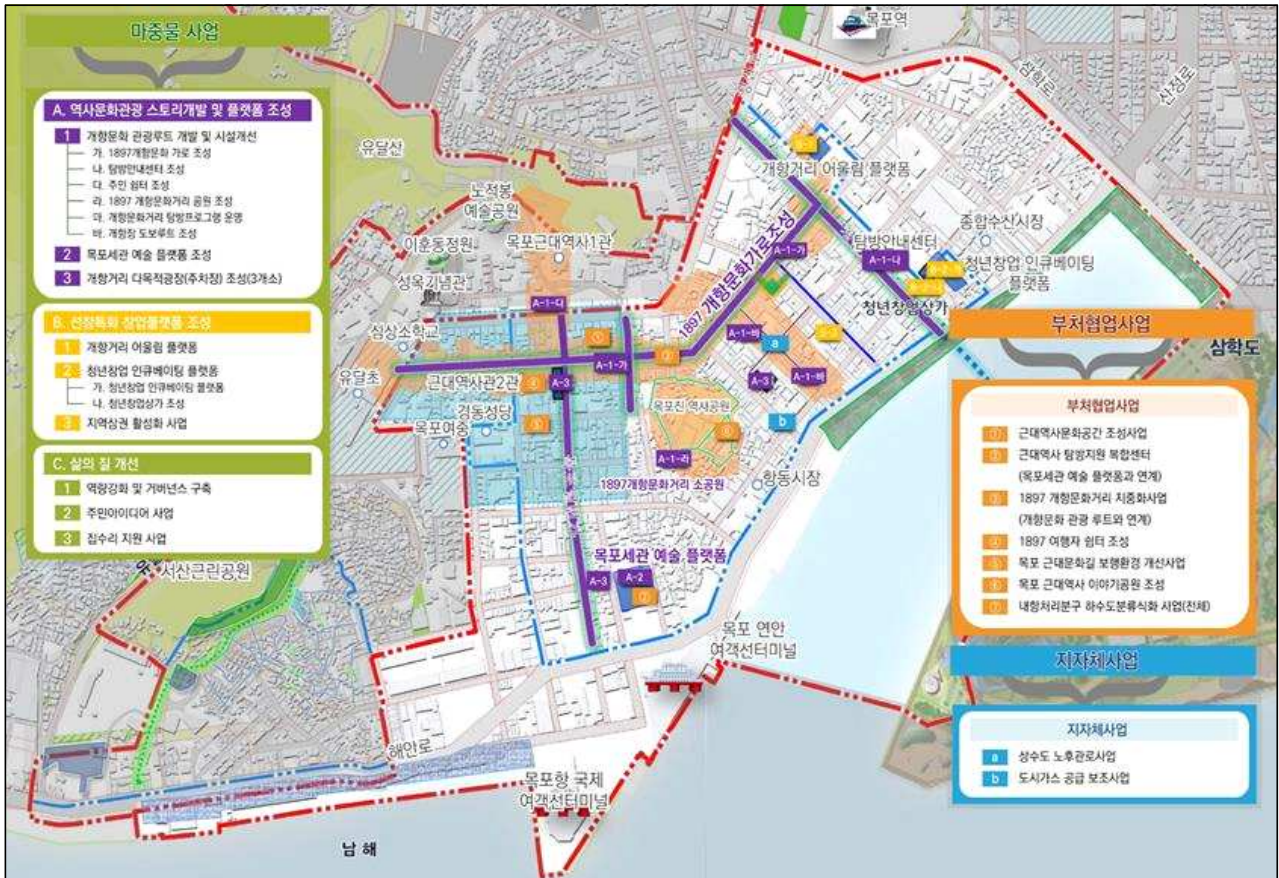 마중물 사업
A. 역사문화관광 스토리개발 및 플랫폼 조성
1 개항문화 관광루트 개발 및 시설개선
가. 1897개항문화 가로 조성
나. 탐방안내센터 조성
다. 주민 쉼터 조성
라. 1897 개항문화거리 공원 조성
마. 개항문화거리 탐방프로그램 운영
바. 개항장 도보루트 조성
2 목포세관 예술 플랫폼 조성
3 개항거리 다목적광장(주차장) 조성(3개소)
B. 선창특화 창업플랫폼 조성
1 개항거리 어울림 플랫폼
2 청년창업 인큐베이팅 플랫폼
가. 청년창업 인큐베이팅 플랫폼
나. 청년창업상가 조성
3 지역상권 활성화 사업
C. 삶의 질 개선
1 역량강화 및 거버넌스 구축
2 주민아이디어 사업
3 집수리 지원 사업
목포역
삼학로
산정로
유달산
노적봉
예술공원
이훈동정원
목포근대역사1관
성옥기념관
심상소학교
유달초
근대역사관2관
경동성당
목포여중
개항거리 어울림 플랫폼
1897 개항문화가로조성
종합수산시장
탐방안내센터
청년창업 인큐베이팅
플랫폼
청년창업상가
A-1-가
A-1-나
A-1-다
A-1-바
a
A-1-가
A-3
A-3
A-1-바
b
①
③
④
⑤
⑥
목포진 역사공원
A-1-라
1897개항문화거리 소공원
항동시장
목포세관 예술 플랫폼
A-3
A-2
②
서산근린공원
목포 연안
여객선터미널
해안로
목포항 국제
여객선터미널
남 해
삼학도
부처협업사업
부처협업사업
① 근대역사문화공간 조성사업
② 근대역사 탐방지원 복합센터
(목포세관 예술 플랫폼과 연계)
③ 1897 개항문화거리 지중화사업
(개항문화 관광 루트와 연계)
④ 1897 여행자 쉼터 조성
⑤ 목포 근대문화길 보행환경 개선사업
⑥ 목포 근대역사 이야기공원 조성
⑦ 내항처리분구 하수도분류식화 사업(전체)
지자체사업
지자체사업
a 상수도 노후관로사업
b 도시가스 공급 보조사업